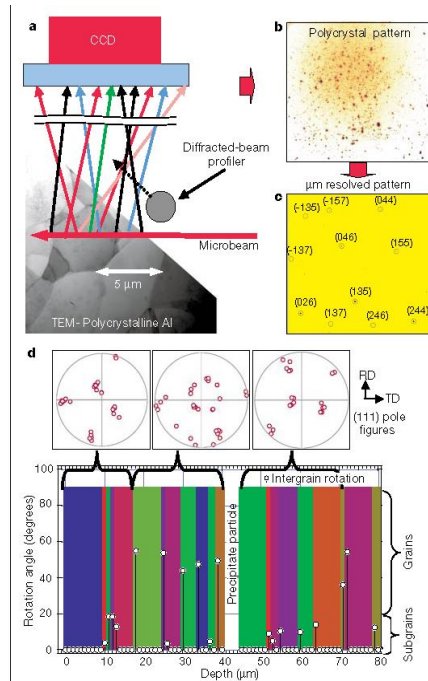 a
CCD
Diffracted-beam
profiler
Microbeam
5 µm
TEM- Polycrystalline Al
b
Polycrystal pattern
µm resolved pattern
c
(-135)
(-157)
(044)
(-137)
(046)
(155)
(135)
(026)
(137)
(246)
(244)
d
RD
TD
(111) pole
figures
Rotation angle (degrees)
100
80
60
40
20
0
Intergrain rotation
Precipitate particle
Grains
Subgrains
0 10 20 30 40 50 60 70 80
Depth (µm)